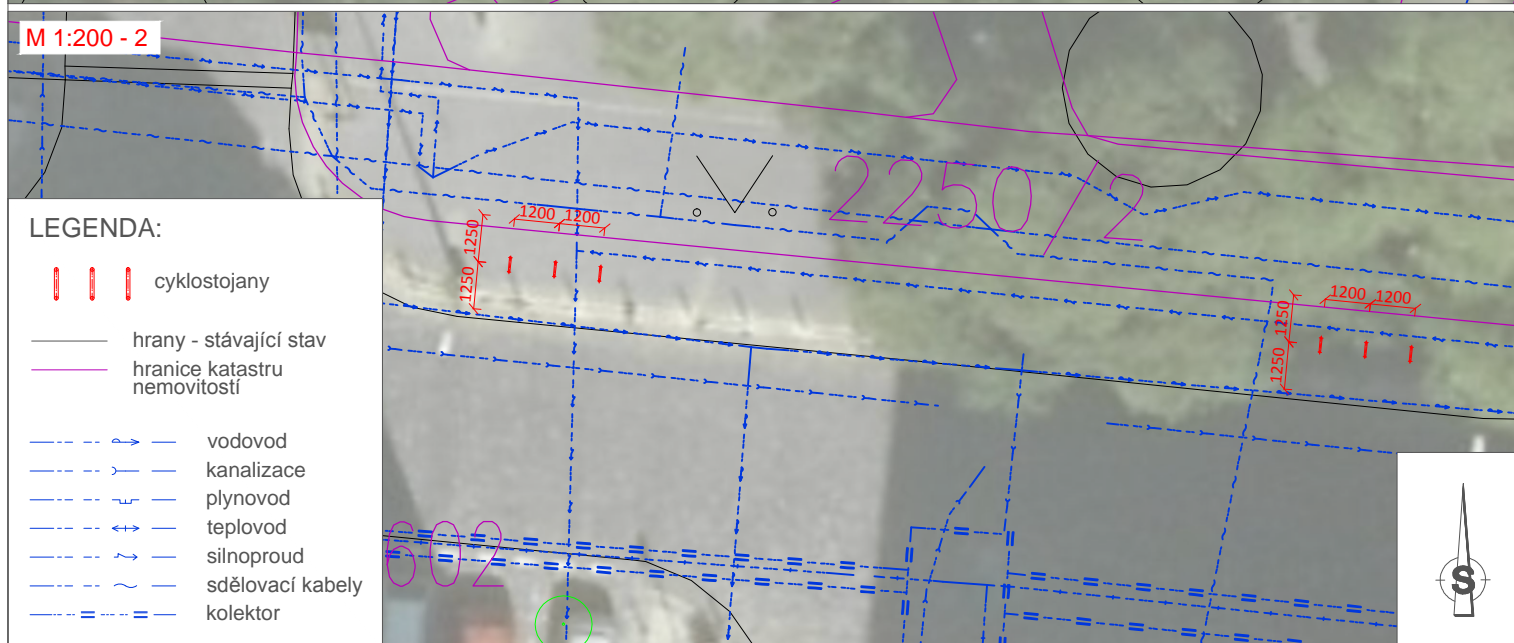 M 1:200 - 2
2250/2
1200 1200
1250
1250
1200 1200
1250
1250
602
LEGENDA:
cyklostojany
hrany - stávající stav
hranice katastru
nemovitostí
vodovod
kanalizace
plynovod
teplovod
silnoproud
sdělovací kabely
kolektor
S